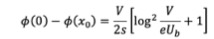 ϕ(0) − ϕ(x₀) = V/2s [log² V/eU_b + 1]